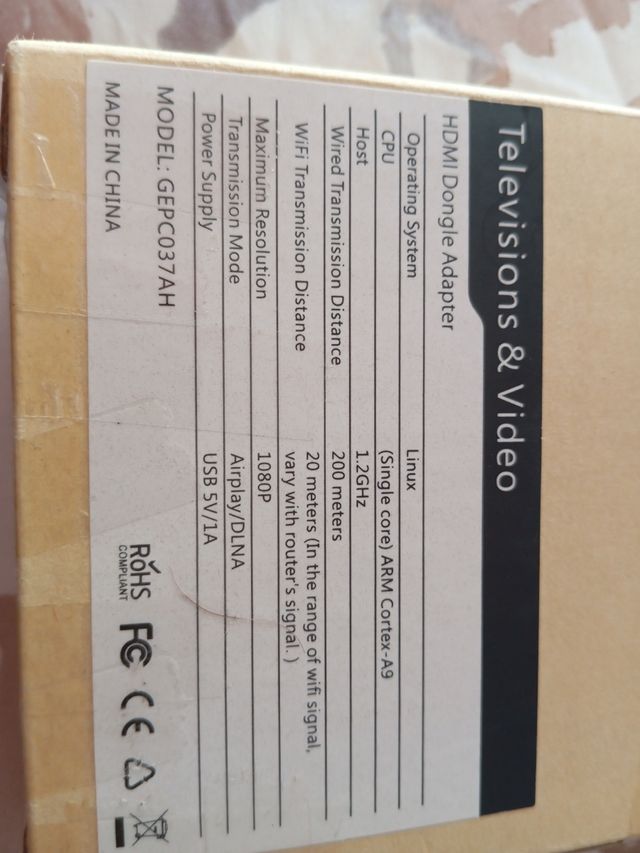 Televisions & Video
HDMI Dongle Adapter
Operating System Linux
CPU (Single core) ARM Cortex-A9
Host 1.2GHz
Wired Transmission Distance 200 meters
WiFi Transmission Distance 20 meters (In the range of wifi signal,
vary with router's signal. )
Maximum Resolution 1080P
Transmission Mode Airplay/DLNA
Power Supply USB 5V/1A
MODEL: GEPC037AH
MADE IN CHINA
RoHS
COMPLIANT
FC CE